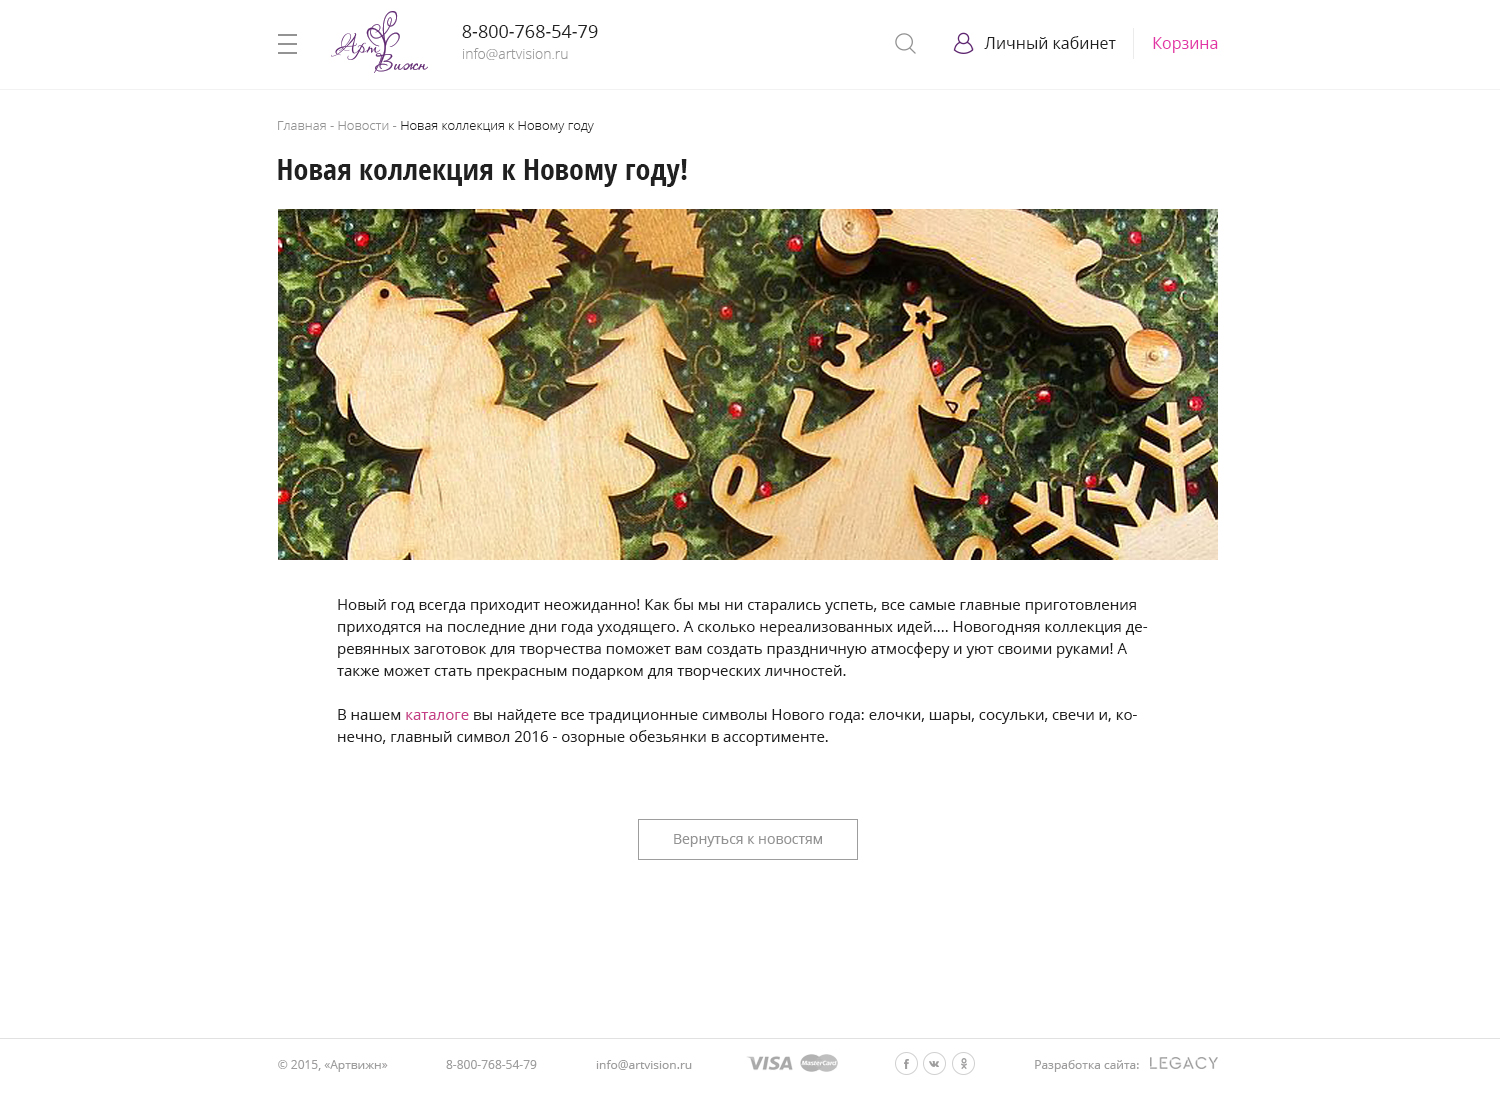 Арт
Вижн
8-800-768-54-79
info@artvision.ru
Личный кабинет
Корзина
Главная - Новости - Новая коллекция к Новому году
Новая коллекция к Новому году!
Новый год всегда приходит неожиданно! Как бы мы ни старались успеть, все самые главные приготовления
приходятся на последние дни года уходящего. А сколько нереализованных идей.... Новогодняя коллекция де-
ревянных заготовок для творчества поможет вам создать праздничную атмосферу и уют своими руками! А
также может стать прекрасным подарком для творческих личностей.
В нашем каталоге вы найдете все традиционные символы Нового года: елочки, шары, сосульки, свечи и, ко-
нечно, главный символ 2016 - озорные обезьянки в ассортименте.
Вернуться к новостям
© 2015, «Артвижн»
8-800-768-54-79
info@artvision.ru
VISA
MasterCard
Разработка сайта:
LEGACY